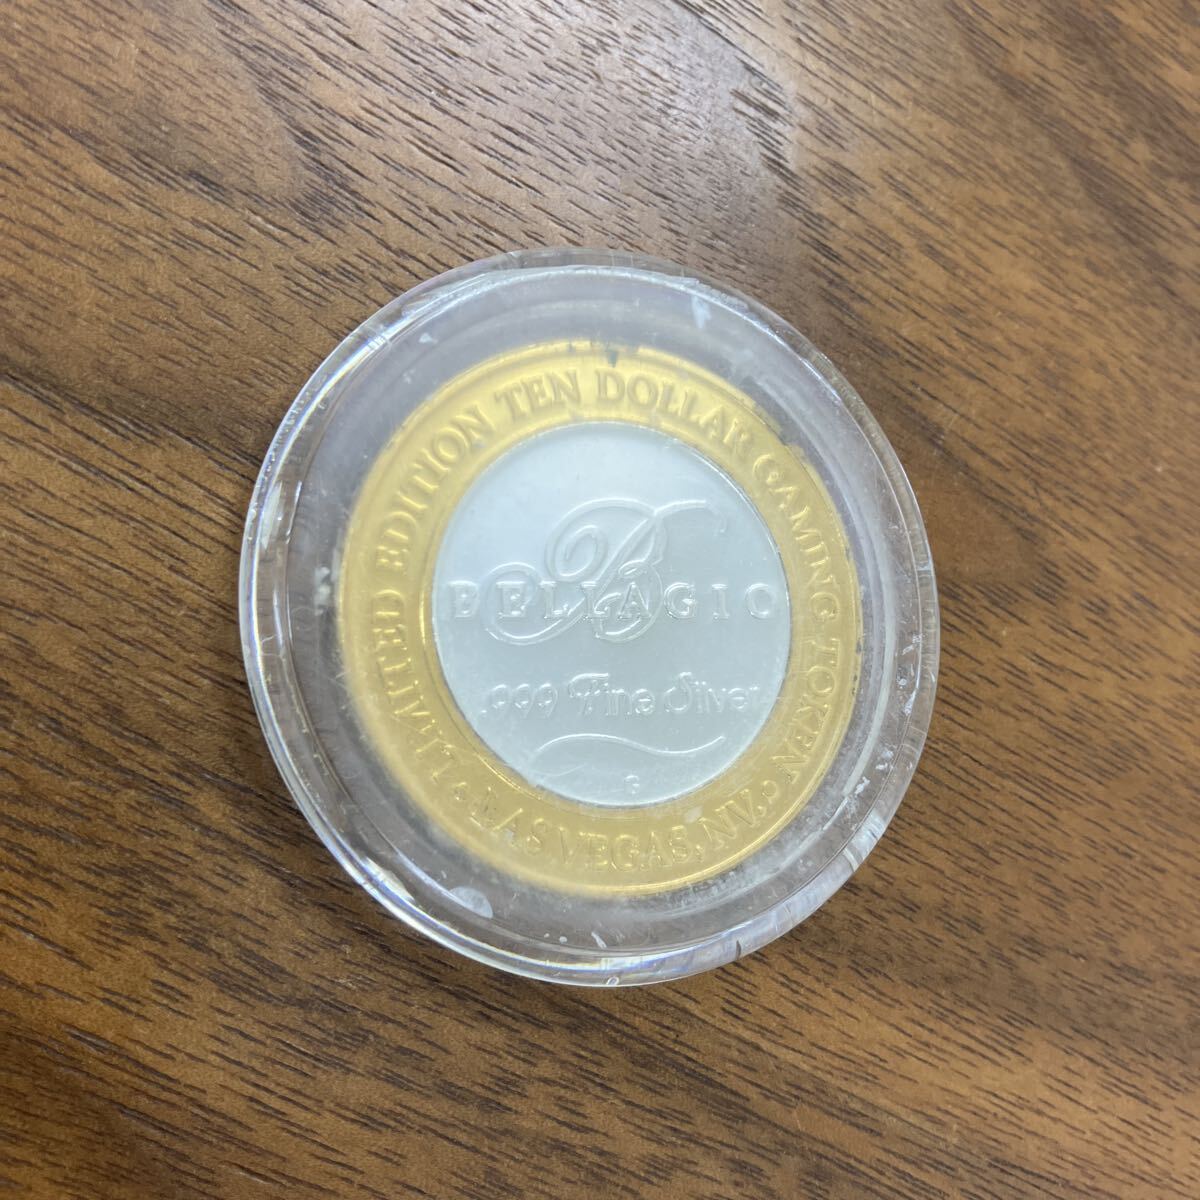 LIMITED EDITION TEN DOLLAR GAMING TOKEN
B
BELLAGIO
.999 Fine Silver
G
• LAS VEGAS, NV. •